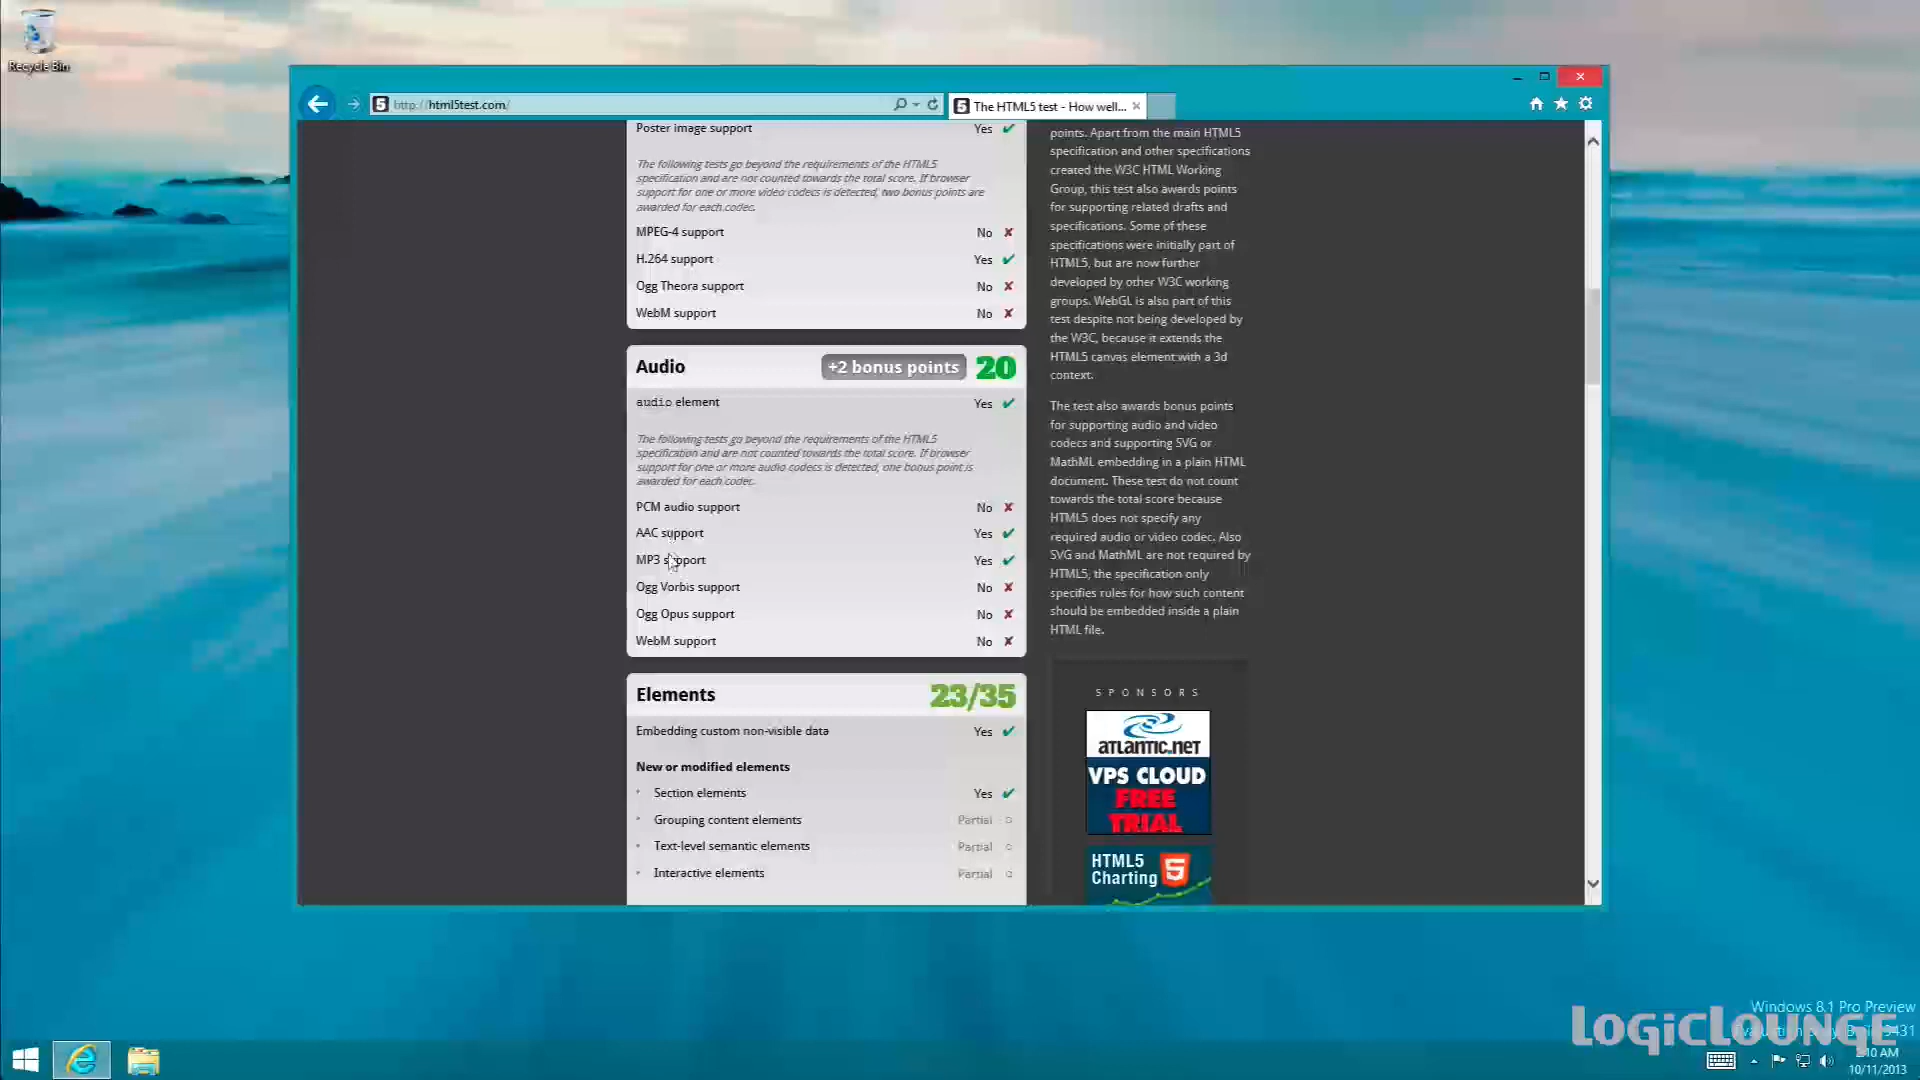 Recycle Bin
http://html5test.com/
The HTML5 test - How well...
Poster image support Yes ✔
The following tests go beyond the requirements of the HTML5
specification and are not counted towards the total score. If browser
support for one or more video codecs is detected, two bonus points are
awarded for each codec.
MPEG-4 support No ✘
H.264 support Yes ✔
Ogg Theora support No ✘
WebM support No ✘
Audio +2 bonus points 20
audio element Yes ✔
The following tests go beyond the requirements of the HTML5
specification and are not counted towards the total score. If browser
support for one or more audio codecs is detected, one bonus point is
awarded for each codec.
PCM audio support No ✘
AAC support Yes ✔
MP3 support Yes ✔
Ogg Vorbis support No ✘
Ogg Opus support No ✘
WebM support No ✘
Elements 23/35
Embedding custom non-visible data Yes ✔
New or modified elements
Section elements Yes ✔
Grouping content elements Partial ○
Text-level semantic elements Partial ○
Interactive elements Partial ○
points. Apart from the main HTML5
specification and other specifications
created the W3C HTML Working
Group, this test also awards points
for supporting related drafts and
specifications. Some of these
specifications were initially part of
HTML5, but are now further
developed by other W3C working
groups. WebGL is also part of this
test despite not being developed by
the W3C, because it extends the
HTML5 canvas element with a 3d
context.
The test also awards bonus points
for supporting audio and video
codecs and supporting SVG or
MathML embedding in a plain HTML
document. These test do not count
towards the total score because
HTML5 does not specify any
required audio or video codec. Also
SVG and MathML are not required by
HTML5, the specification only
specifies rules for how such content
should be embedded inside a plain
HTML file.
SPONSORS
ATLANTIC.NET
VPS CLOUD
FREE
TRIAL
HTML5
Charting 5
Windows 8.1 Pro Preview
LOGICLOUNGE
10/11/2013